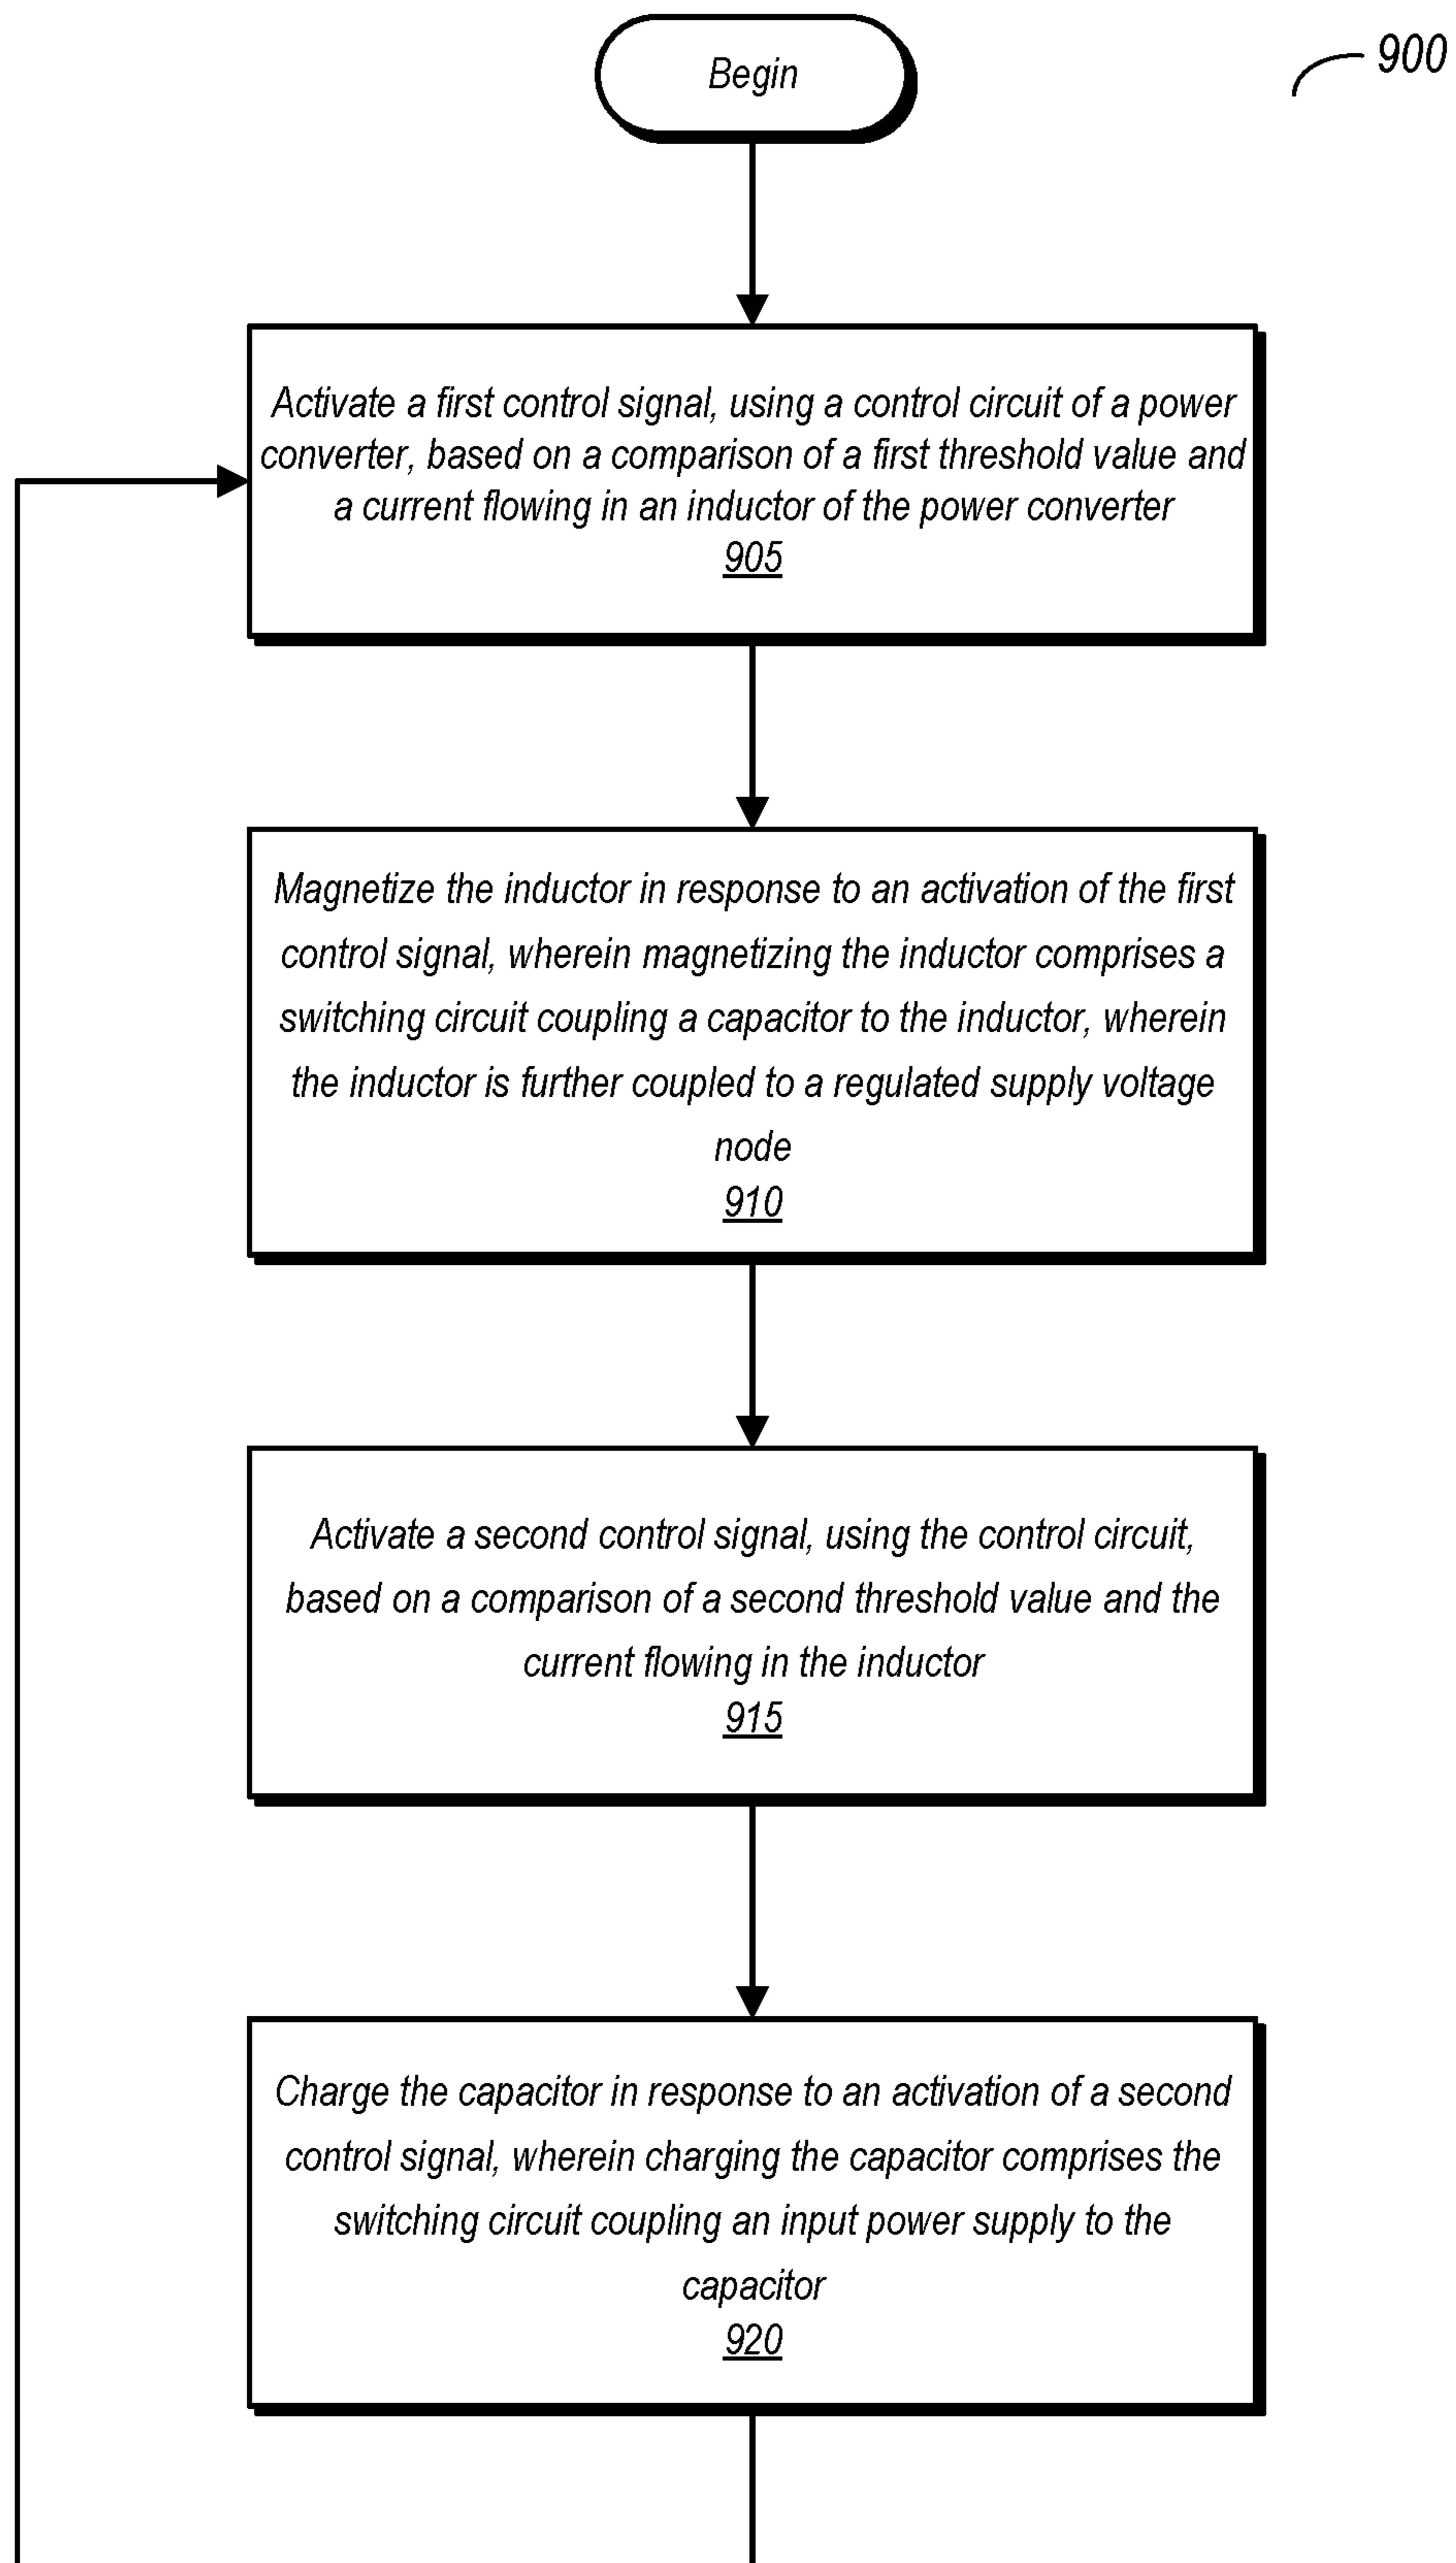 Begin
900
Activate a first control signal, using a control circuit of a power
converter, based on a comparison of a first threshold value and
a current flowing in an inductor of the power converter
905
Magnetize the inductor in response to an activation of the first
control signal, wherein magnetizing the inductor comprises a
switching circuit coupling a capacitor to the inductor, wherein
the inductor is further coupled to a regulated supply voltage
node
910
Activate a second control signal, using the control circuit,
based on a comparison of a second threshold value and the
current flowing in the inductor
915
Charge the capacitor in response to an activation of a second
control signal, wherein charging the capacitor comprises the
switching circuit coupling an input power supply to the
capacitor
920